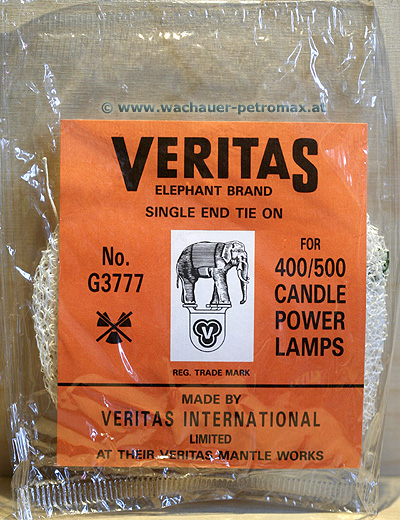 © www.wachauer-petromax.at
VERITAS
ELEPHANT BRAND
SINGLE END TIE ON
No.
G3777
FOR
400/500
CANDLE
POWER
LAMPS
REG. TRADE MARK
MADE BY
VERITAS INTERNATIONAL
LIMITED
AT THEIR VERITAS MANTLE WORKS